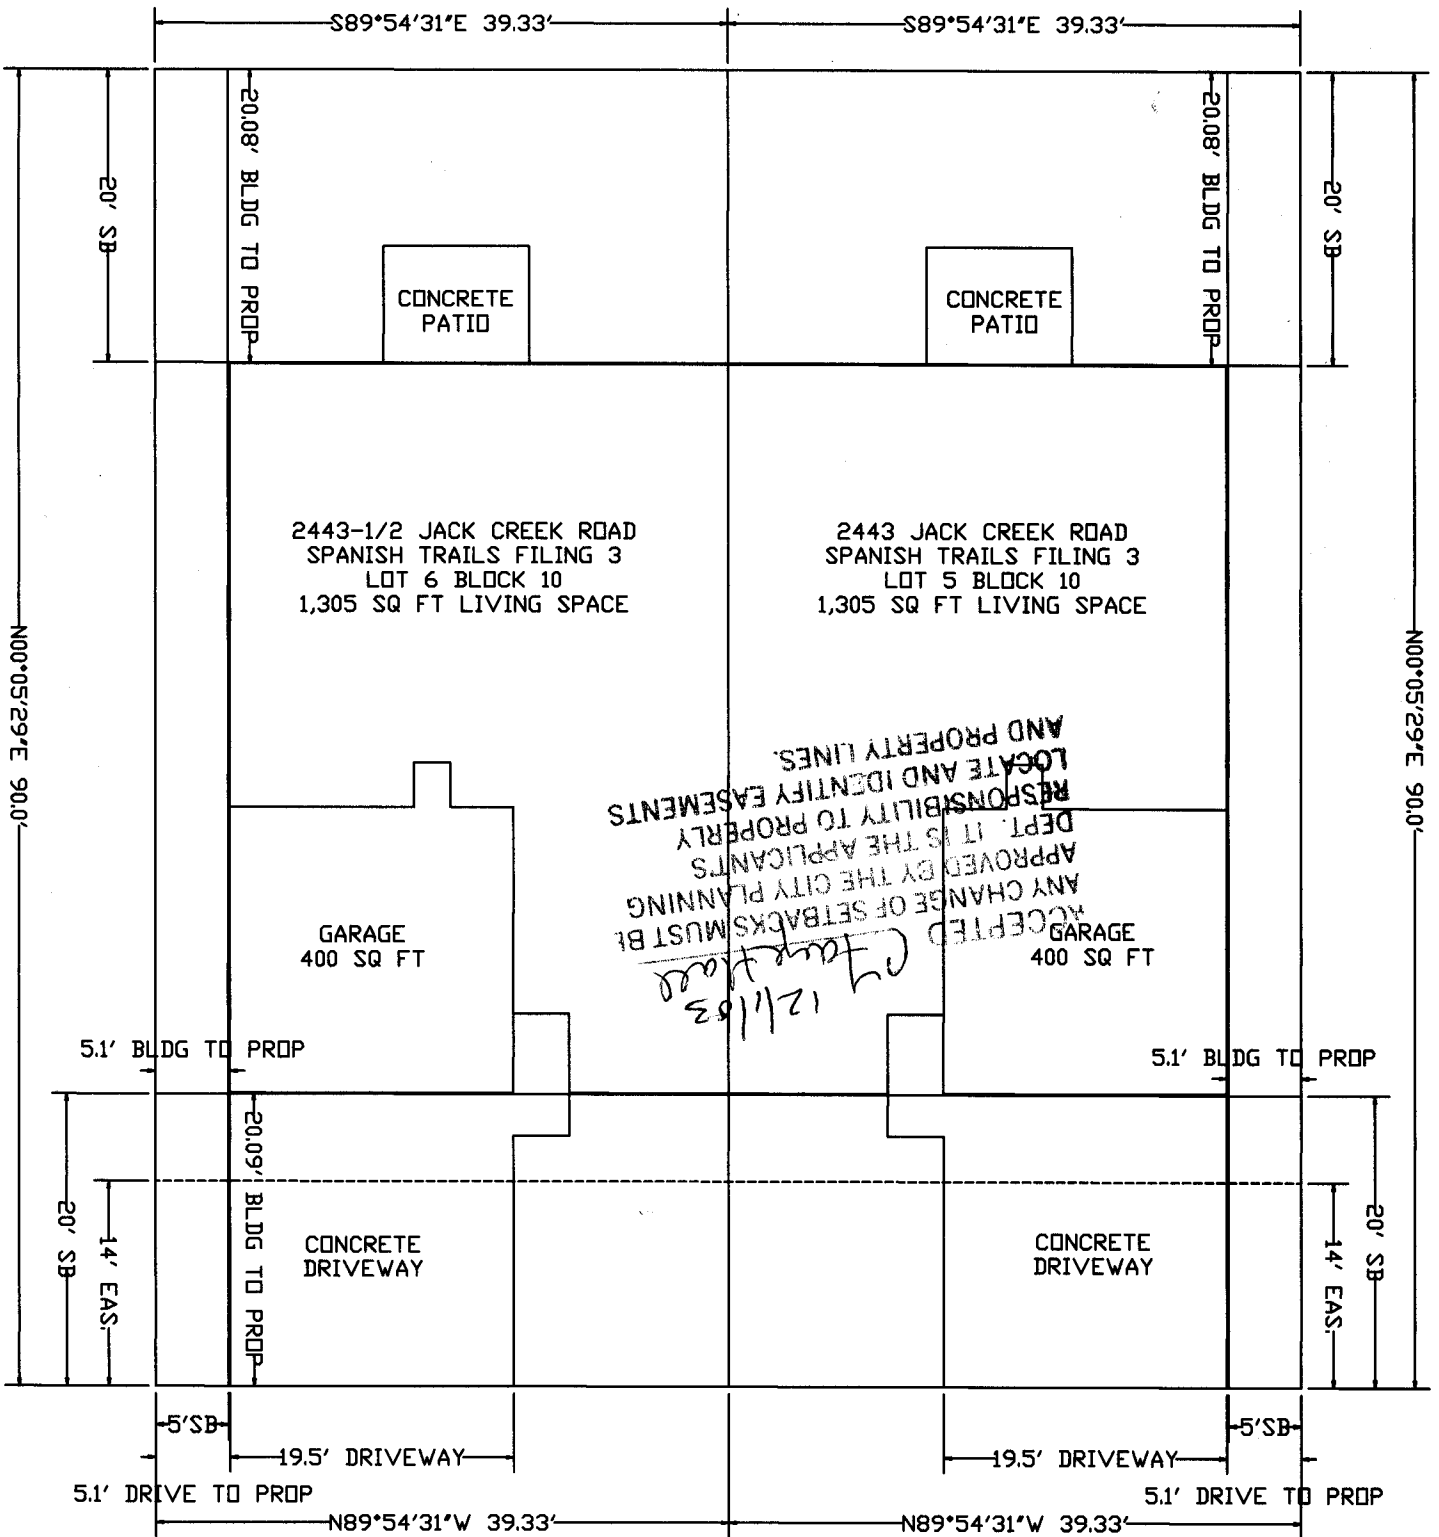 S89°54'31"E 39.33'
S89°54'31"E 39.33'
20' SB
20.08' BLDG TO PROP
20.08' BLDG TO PROP
20' SB
CONCRETE
PATIO
CONCRETE
PATIO
2443-1/2 JACK CREEK ROAD
SPANISH TRAILS FILING 3
LOT 6 BLOCK 10
1,305 SQ FT LIVING SPACE
2443 JACK CREEK ROAD
SPANISH TRAILS FILING 3
LOT 5 BLOCK 10
1,305 SQ FT LIVING SPACE
N00°05'29"E 90.0'
N00°05'29"E 90.0'
ACCEPTED
ANY CHANGE OF SETBACKS MUST BE
APPROVED BY THE CITY PLANNING
DEPT. IT IS THE APPLICANTS
RESPONSIBILITY TO PROPERLY
LOCATE AND IDENTIFY EASEMENTS
AND PROPERTY LINES.
12/1/03
GARAGE
400 SQ FT
GARAGE
400 SQ FT
5.1' BLDG TO PROP
5.1' BLDG TO PROP
20' SB
14' EAS.
20.09' BLDG TO PROP
CONCRETE
DRIVEWAY
CONCRETE
DRIVEWAY
14' EAS.
20' SB
5'SB
5'SB
19.5' DRIVEWAY
19.5' DRIVEWAY
5.1' DRIVE TO PROP
5.1' DRIVE TO PROP
N89°54'31"W 39.33'
N89°54'31"W 39.33'